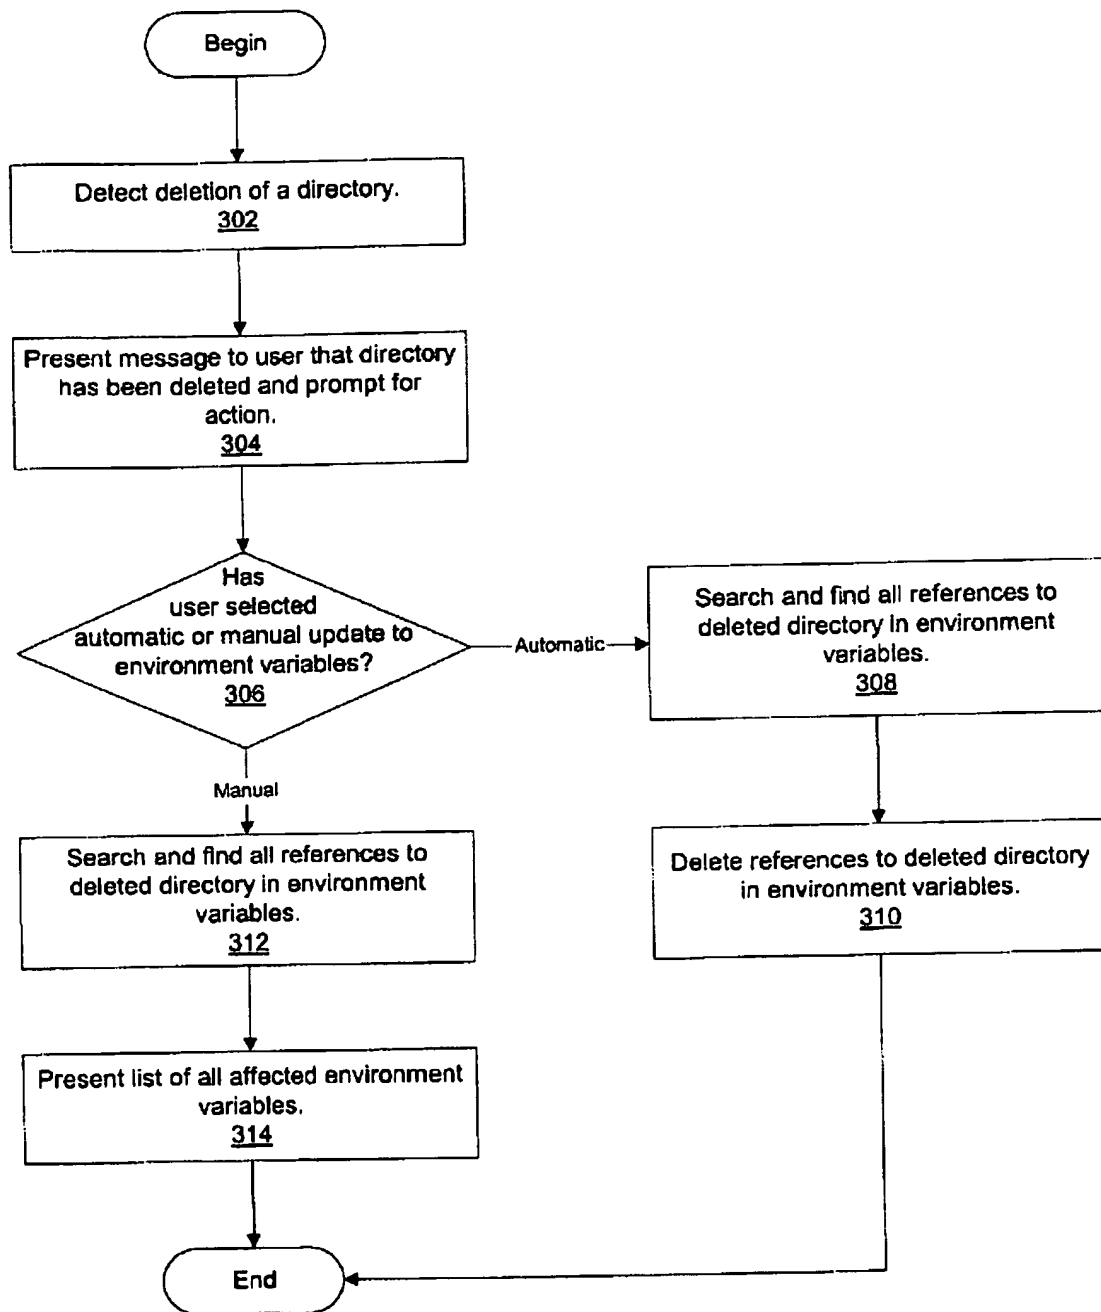 Begin
Detect deletion of a directory.
302
Present message to user that directory
has been deleted and prompt for
action.
304
Has
user selected
automatic or manual update to
environment variables?
306
Automatic
Search and find all references to
deleted directory in environment
variables.
308
Manual
Search and find all references to
deleted directory in environment
variables.
312
Delete references to deleted directory
in environment variables.
310
Present list of all affected environment
variables.
314
End